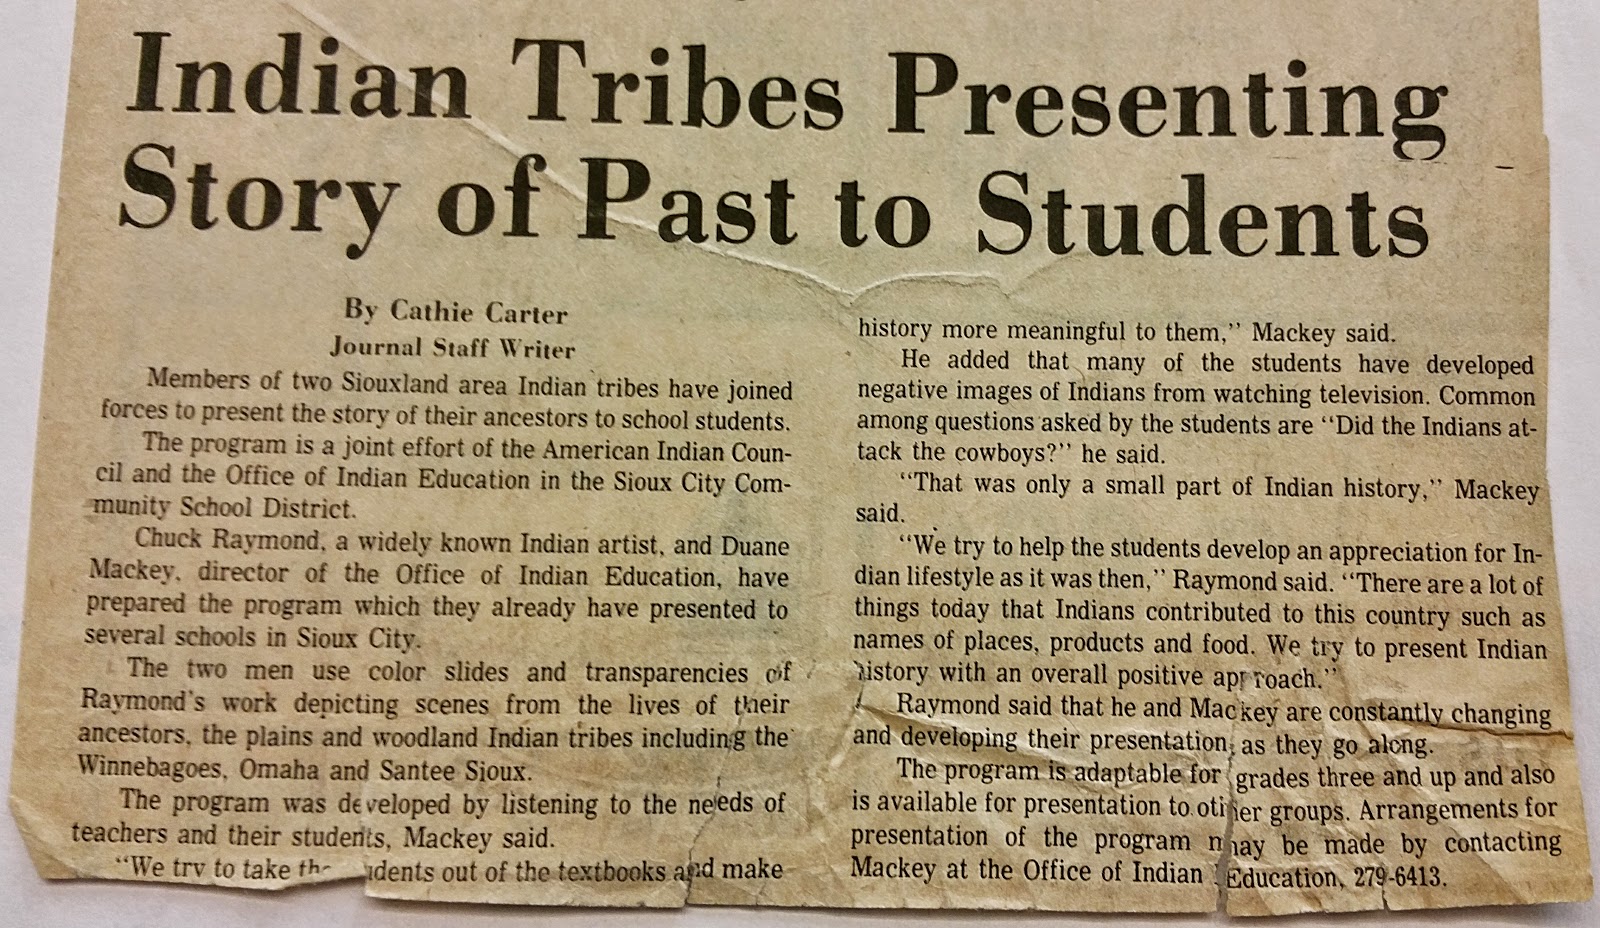 Indian Tribes Presenting
Story of Past to Students
By Cathie Carter
Journal Staff Writer
Members of two Siouxland area Indian tribes have joined
forces to present the story of their ancestors to school students.
The program is a joint effort of the American Indian Coun-
cil and the Office of Indian Education in the Sioux City Com-
munity School District.
Chuck Raymond, a widely known Indian artist, and Duane
Mackey, director of the Office of Indian Education, have
prepared the program which they already have presented to
several schools in Sioux City.
The two men use color slides and transparencies of
Raymond's work depicting scenes from the lives of their
ancestors, the plains and woodland Indian tribes including the
Winnebagoes, Omaha and Santee Sioux.
The program was developed by listening to the needs of
teachers and their students, Mackey said.
"We try to take the out of the textbooks and make
history more meaningful to them," Mackey said.
He added that many of the students have developed
negative images of Indians from watching television. Common
among questions asked by the students are "Did the Indians at-
tack the cowboys?" he said.
"That was only a small part of Indian history," Mackey
said.
"We try to help the students develop an appreciation for In-
dian lifestyle as it was then," Raymond said. "There are a lot of
things today that Indians contributed to this country such as
names of places, products and food. We try to present Indian
history with an overall positive approach."
Raymond said that he and Mackey are constantly changing
and developing their presentation as they go along.
The program is adaptable for grades three and up and also
is available for presentation to other groups. Arrangements for
presentation of the program may be made by contacting
Mackey at the Office of Indian Education, 279-6413.